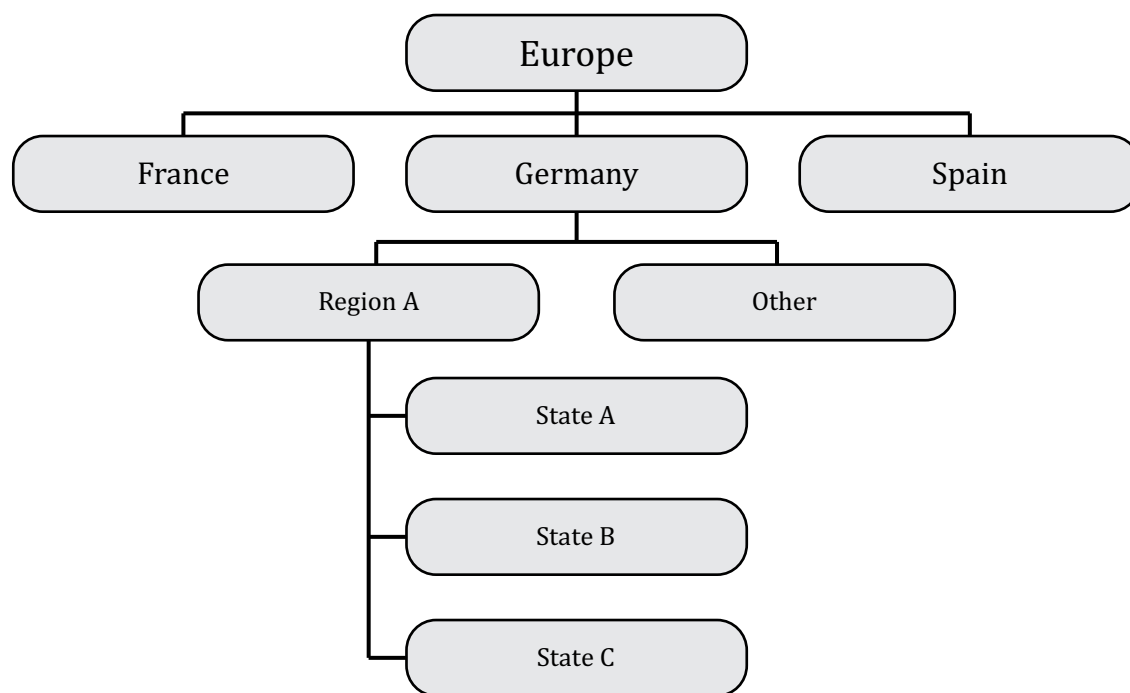 Europe
France
Germany
Spain
Region A
Other
State A
State B
State C